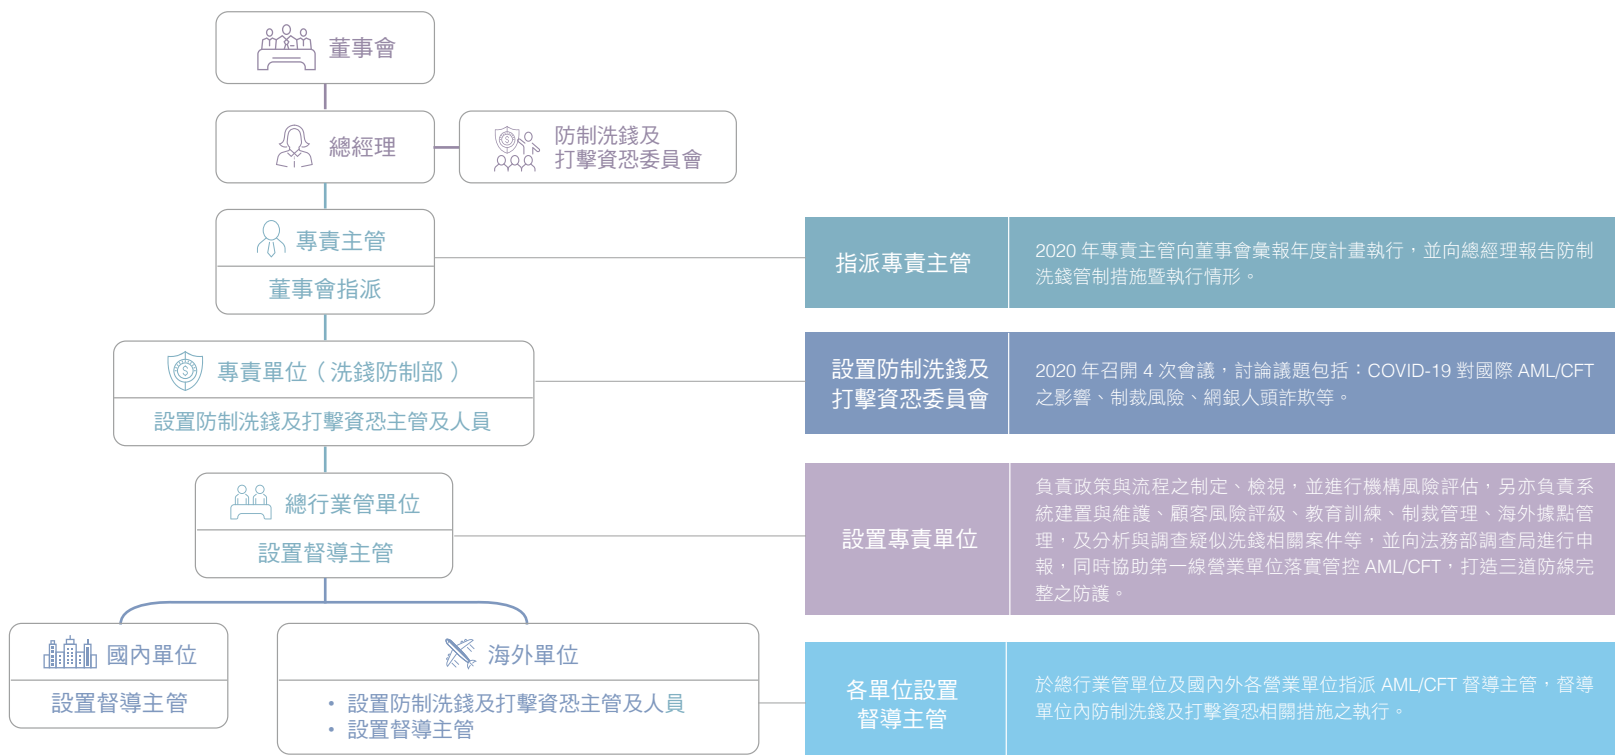 董事會
總經理
防制洗錢及
打擊資恐委員會
專責主管
董事會指派
專責單位（洗錢防制部）
設置防制洗錢及打擊資恐主管及人員
總行業管單位
設置督導主管
國內單位
設置督導主管
海外單位
• 設置防制洗錢及打擊資恐主管及人員
• 設置督導主管
指派專責主管
2020 年專責主管向董事會彙報年度計畫執行，並向總經理報告防制
洗錢管制措施暨執行情形。
設置防制洗錢及
打擊資恐委員會
2020 年召開 4 次會議，討論議題包括：COVID-19 對國際 AML/CFT
之影響、制裁風險、網銀人頭詐欺等。
設置專責單位
負責政策與流程之制定、檢視，並進行機構風險評估，另亦負責系
統建置與維護、顧客風險評級、教育訓練、制裁管理、海外據點管
理，及分析與調查疑似洗錢相關案件等，並向法務部調查局進行申
報，同時協助第一線營業單位落實管控 AML/CFT，打造三道防線完
整之防護。
各單位設置
督導主管
於總行業管單位及國內外各營業單位指派 AML/CFT 督導主管，督導
單位內防制洗錢及打擊資恐相關措施之執行。